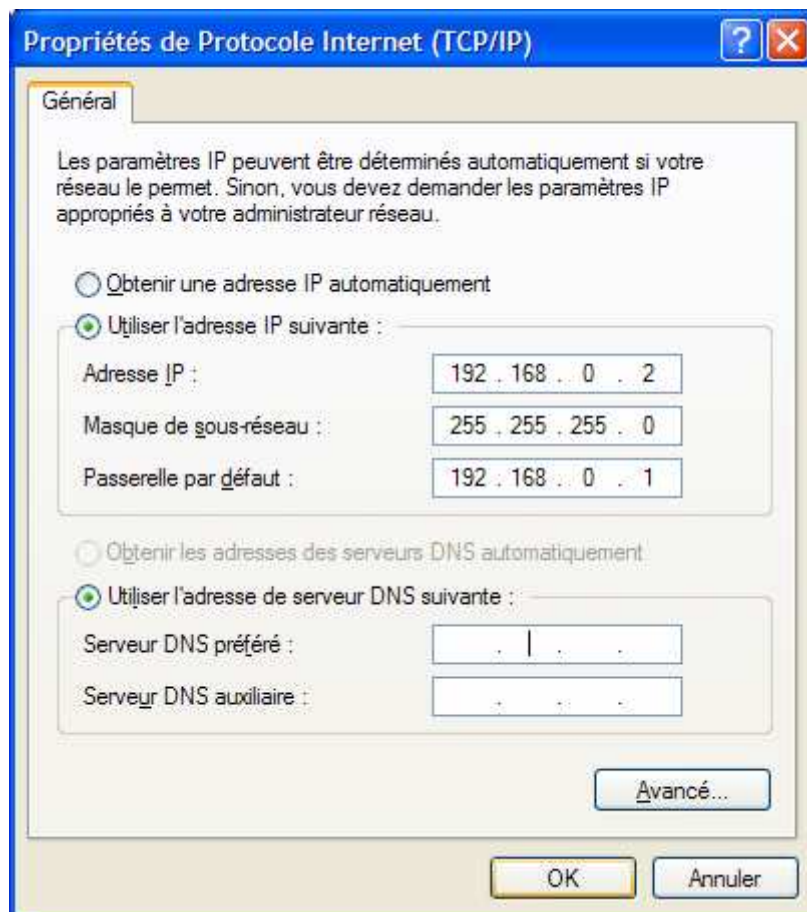 Propriétés de Protocole Internet (TCP/IP)
Général
Les paramètres IP peuvent être déterminés automatiquement si votre
réseau le permet. Sinon, vous devez demander les paramètres IP
appropriés à votre administrateur réseau.
Obtenir une adresse IP automatiquement
Utiliser l'adresse IP suivante :
Adresse IP : 192 . 168 . 0 . 2
Masque de sous-réseau : 255 . 255 . 255 . 0
Passerelle par défaut : 192 . 168 . 0 . 1
Obtenir les adresses des serveurs DNS automatiquement
Utiliser l'adresse de serveur DNS suivante :
Serveur DNS préféré : . . .
Serveur DNS auxiliaire : . . .
Avancé...
OK Annuler